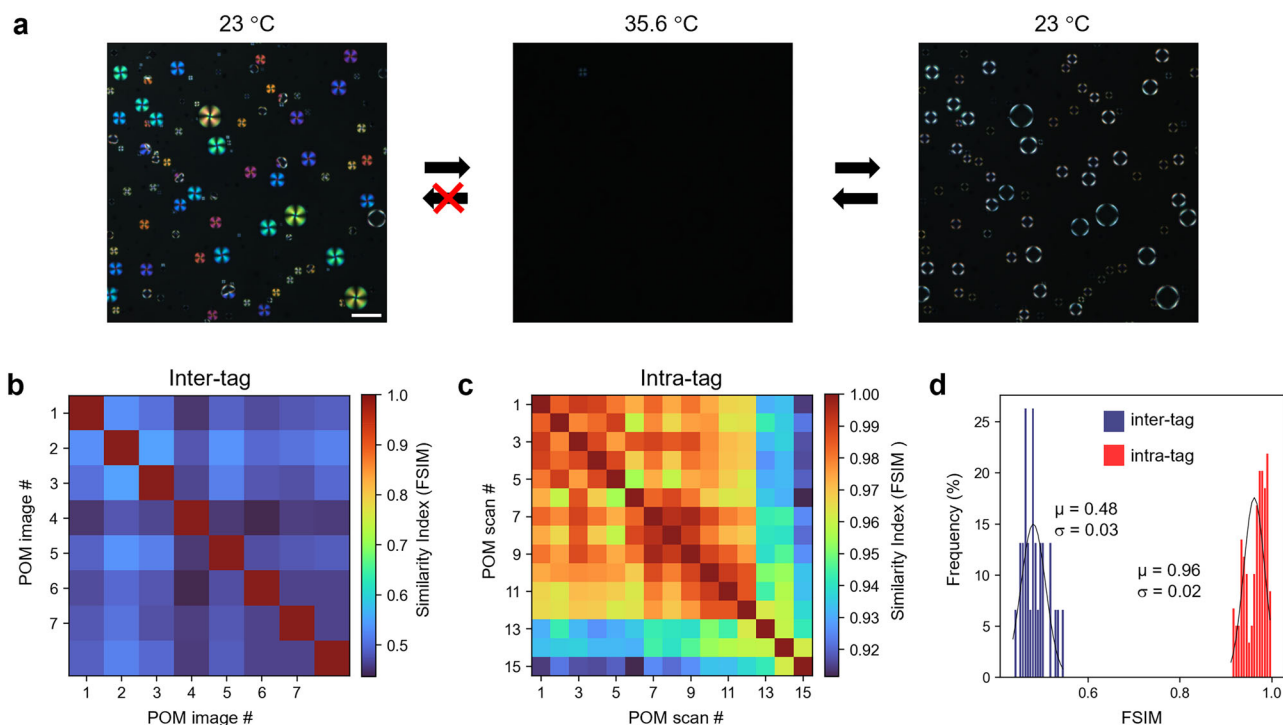 a
23 °C
35.6 °C
23 °C
b
Inter-tag
POM image #
1
2
3
4
5
6
7
1
2
3
4
5
6
7
POM image #
1.0
0.9
0.8
0.7
0.6
0.5
Similarity Index (FSIM)
c
Intra-tag
POM scan #
1
3
5
7
9
11
13
15
1
3
5
7
9
11
13
15
POM scan #
1.00
0.99
0.98
0.97
0.96
0.95
0.94
0.93
0.92
Similarity Index (FSIM )
d
Frequency (%)
25
20
15
10
5
0
inter-tag
intra-tag
μ = 0.48
σ = 0.03
μ = 0.96
σ = 0.02
0.6
0.8
1.0
FSIM